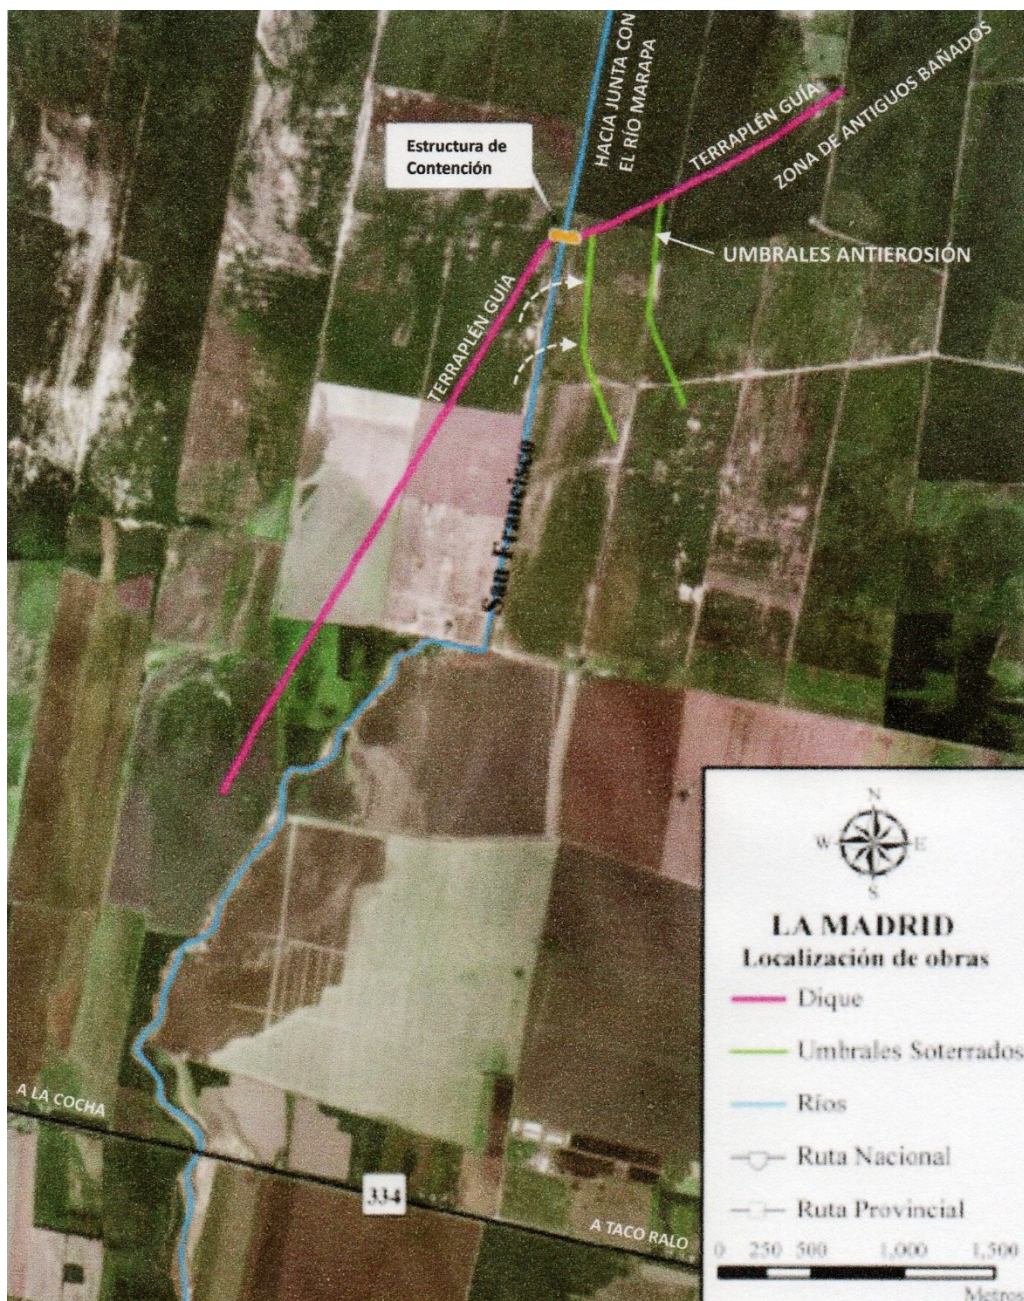 HACIA JUNTA CON
EL RÍO MARAPA
TERRAPLÉN GUÍA
ZONA DE ANTIGUOS BAÑADOS
Estructura de
Contención
UMBRALES ANTIEROSIÓN
TERRAPLÉN GUÍA
San Francisco
N
W E
S
LA MADRID
Localización de obras
Dique
Umbrales Soterrados
Ríos
Ruta Nacional
Ruta Provincial
0 250 500 1,000 1,500
Metros
A LA COCHA
334
A TACO RALO